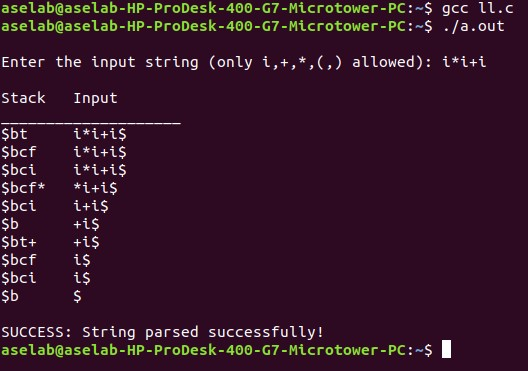 aselab@aselab-HP-ProDesk-400-G7-Microtower-PC:~$ gcc ll.c
aselab@aselab-HP-ProDesk-400-G7-Microtower-PC:~$ ./a.out
Enter the input string (only i,+,*,(,) allowed): i*i+i
Stack   Input
____________________
$bt     i*i+i$
$bcf    i*i+i$
$bci    i*i+i$
$bcf*   *i+i$
$bci    i+i$
$b      +i$
$bt+    +i$
$bcf    i$
$bci    i$
$b      $
SUCCESS: String parsed successfully!
aselab@aselab-HP-ProDesk-400-G7-Microtower-PC:~$